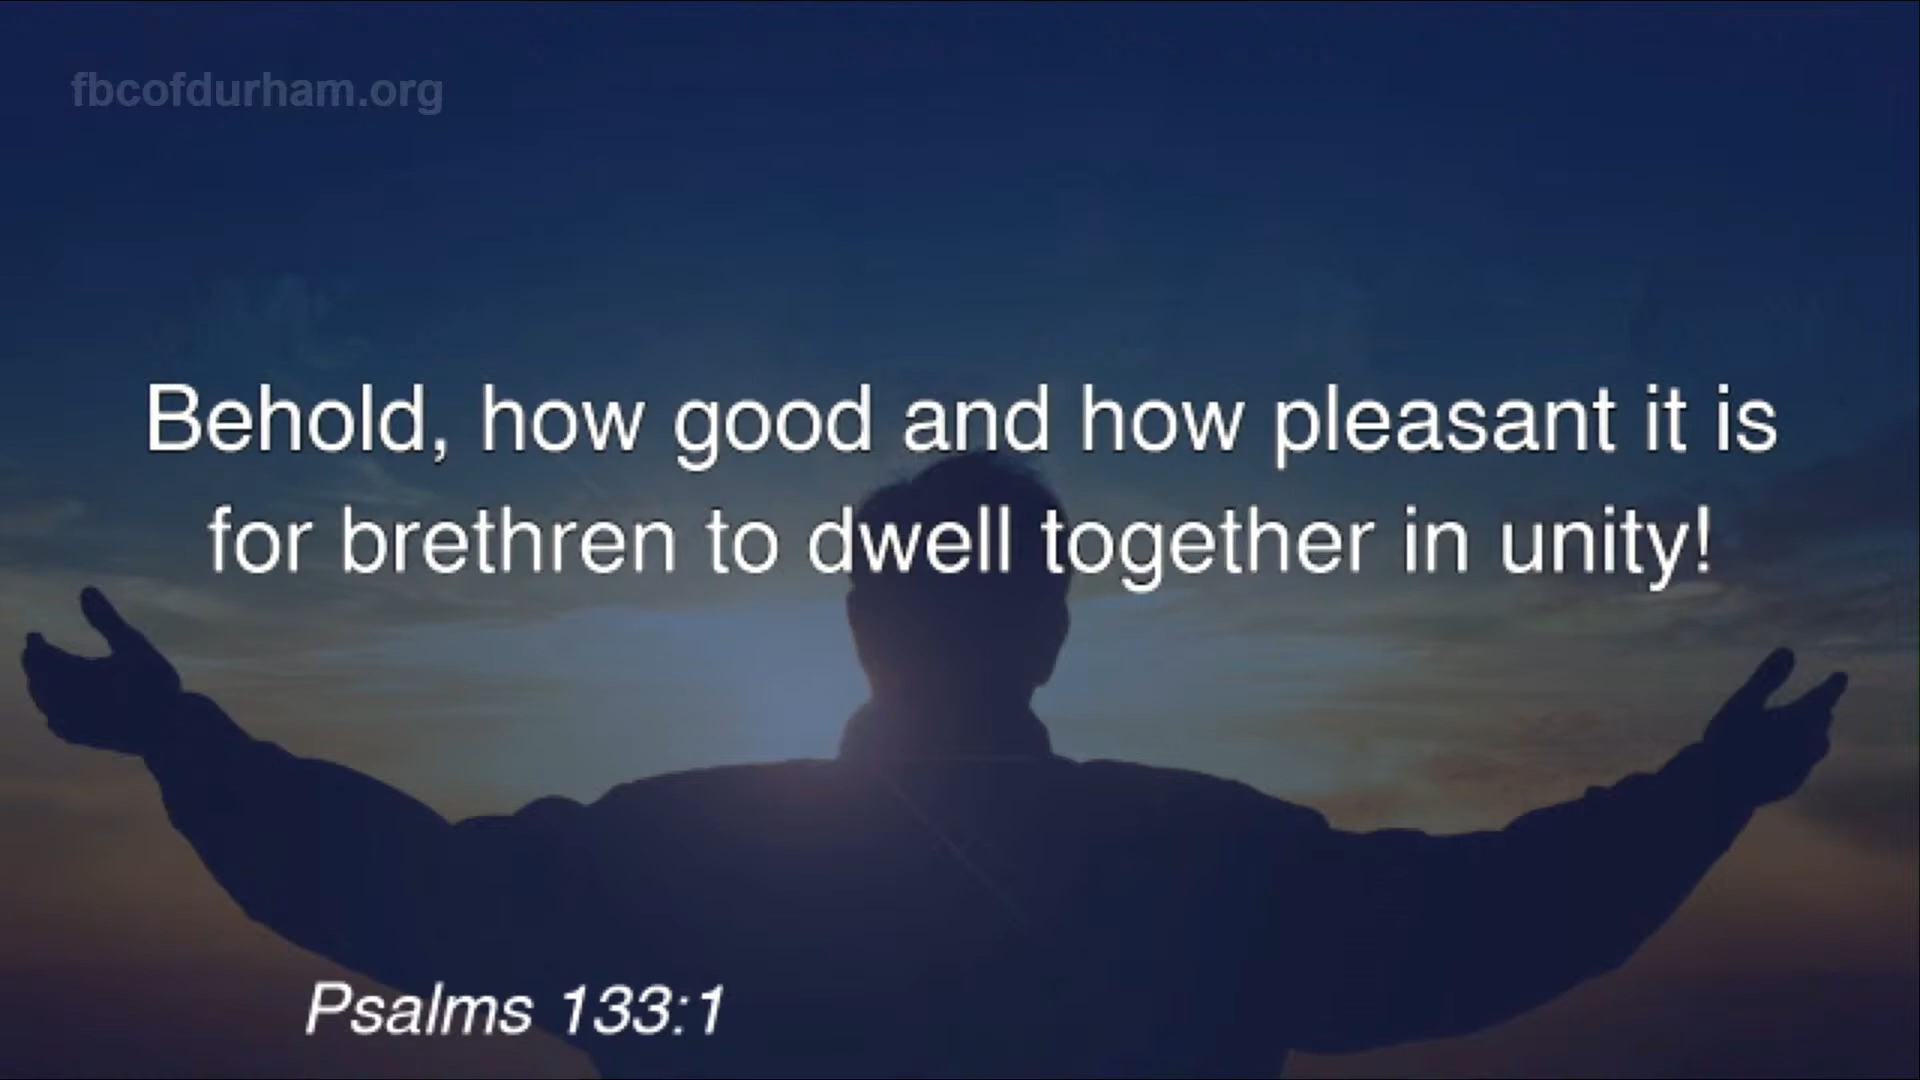 fbcofdurham.org
Behold, how good and how pleasant it is
for brethren to dwell together in unity!
Psalms 133:1